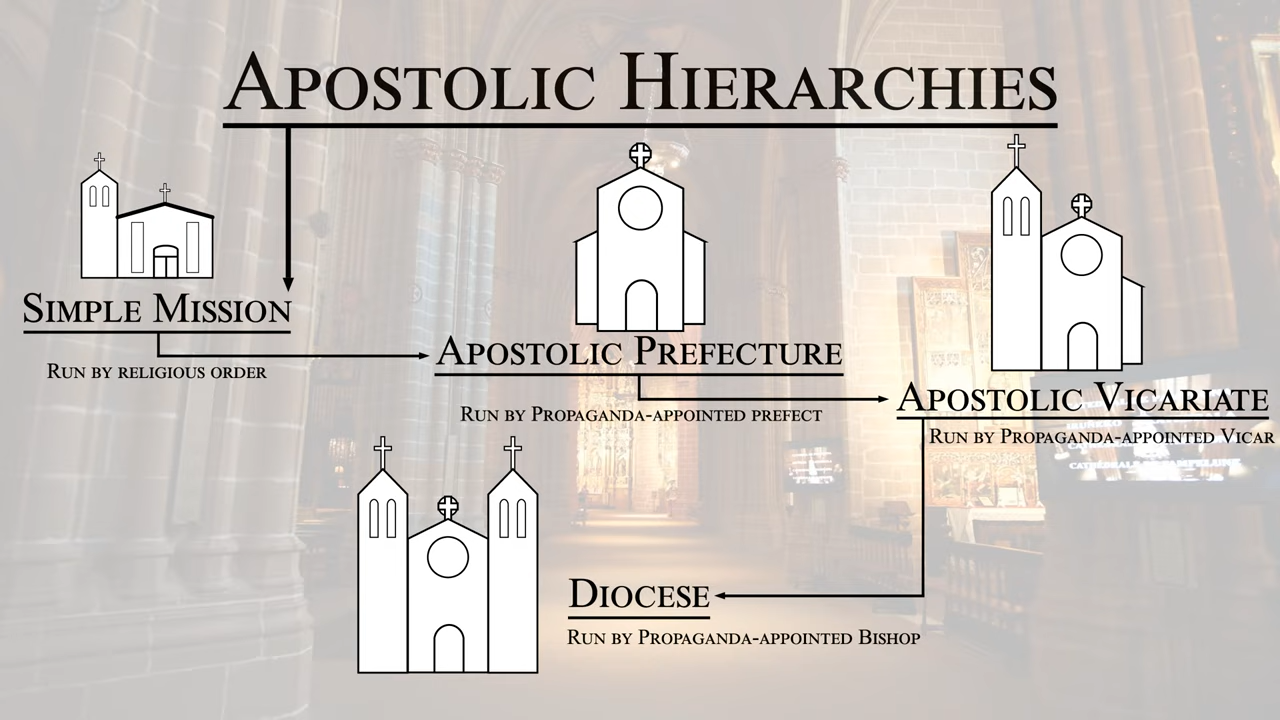 Apostolic Hierarchies
Simple Mission
Run by religious order
Apostolic Prefecture
Run by Propaganda-appointed prefect
Apostolic Vicariate
Run by Propaganda-appointed Vicar
Diocese
Run by Propaganda-appointed Bishop